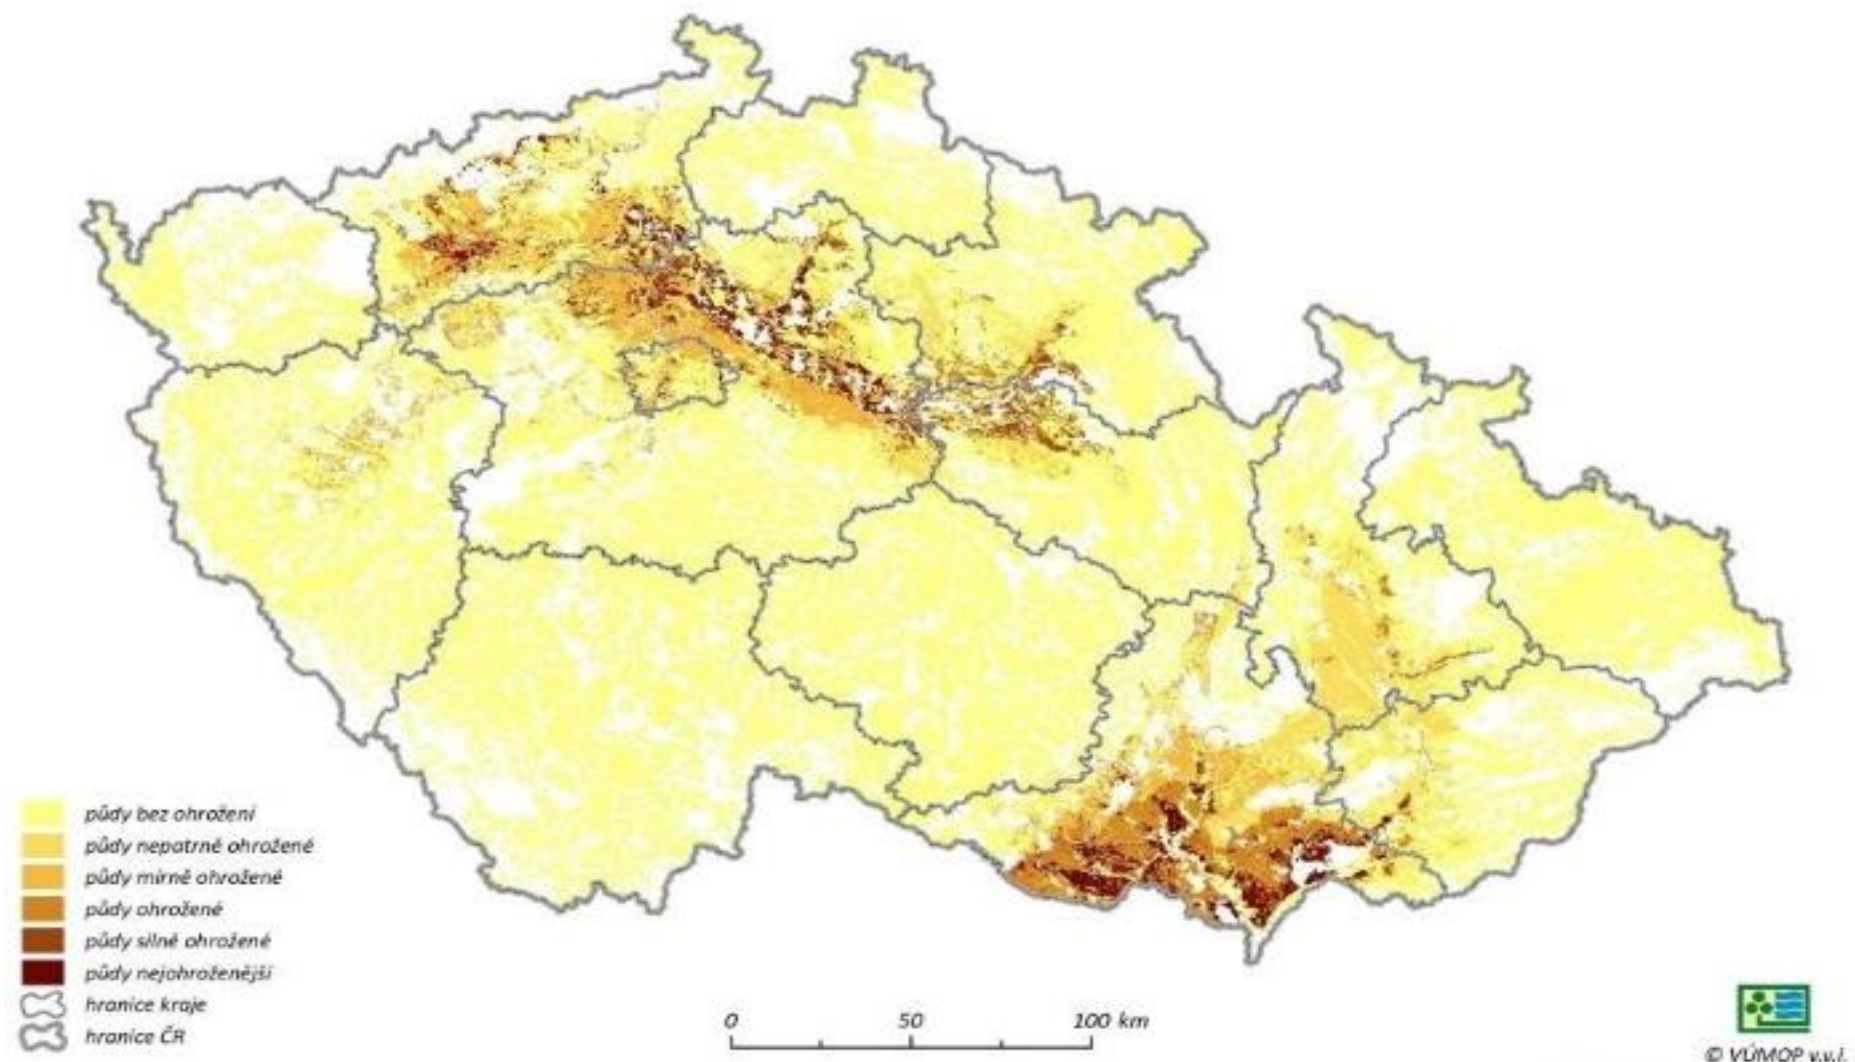 půdy bez ohrožení
půdy nepatrně ohrožené
půdy mírně ohrožené
půdy ohrožené
půdy silně ohrožené
půdy nejohroženější
hranice kraje
hranice ČR
0 50 100 km
© VÚMOP v.v.i.